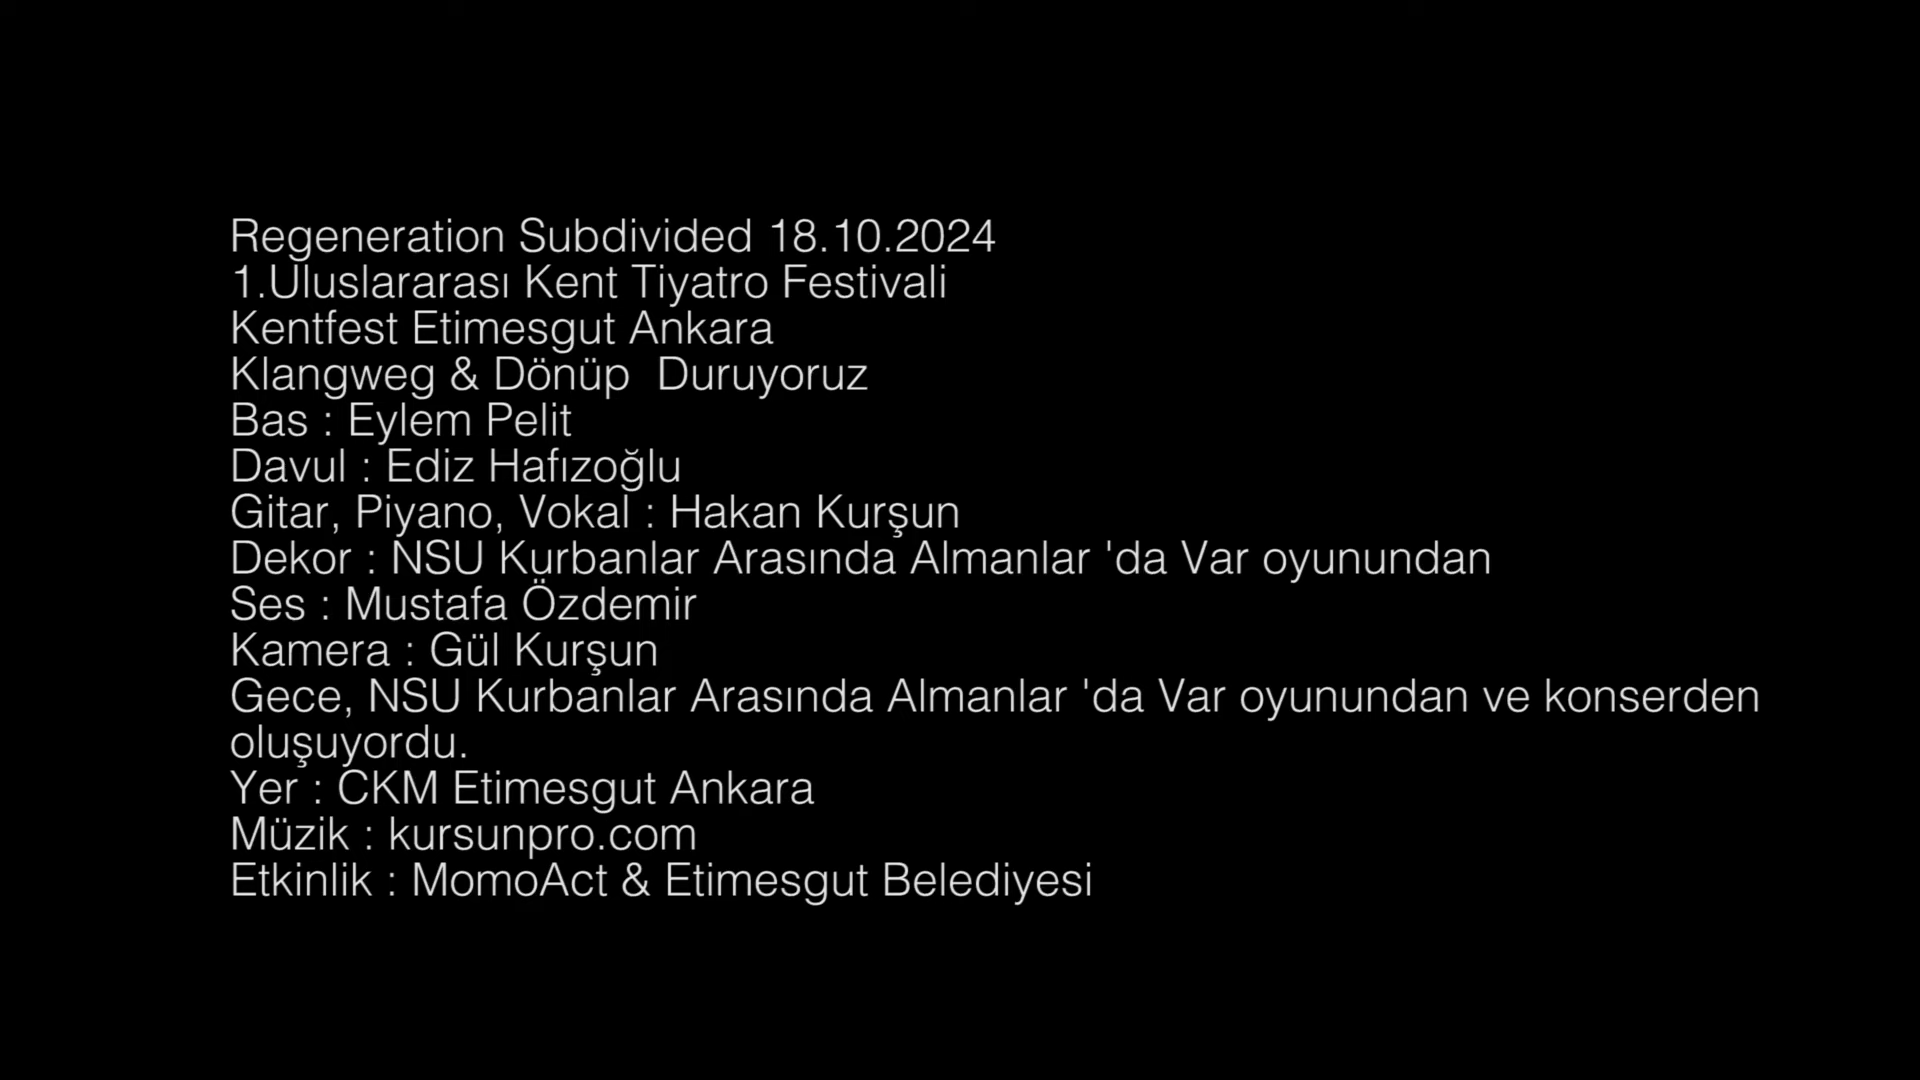 Regeneration Subdivided 18.10.2024
1.Uluslararası Kent Tiyatro Festivali
Kentfest Etimesgut Ankara
Klangweg & Dönüp  Duruyoruz
Bas : Eylem Pelit
Davul : Ediz Hafızoğlu
Gitar, Piyano, Vokal : Hakan Kurşun
Dekor : NSU Kurbanlar Arasında Almanlar 'da Var oyunundan
Ses : Mustafa Özdemir
Kamera : Gül Kurşun
Gece, NSU Kurbanlar Arasında Almanlar 'da Var oyunundan ve konserden
oluşuyordu.
Yer : CKM Etimesgut Ankara
Müzik : kursunpro.com
Etkinlik : MomoAct & Etimesgut Belediyesi